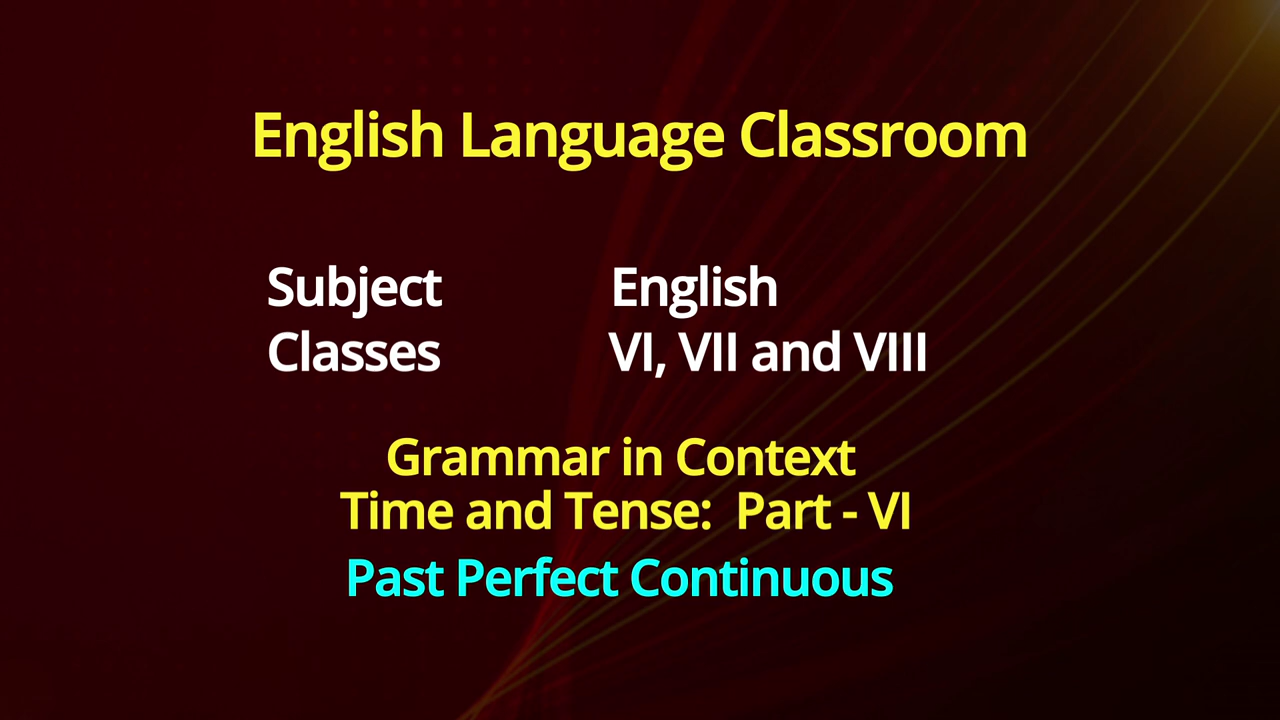 English Language Classroom
Subject English
Classes VI, VII and VIII
Grammar in Context
Time and Tense: Part - VI
Past Perfect Continuous